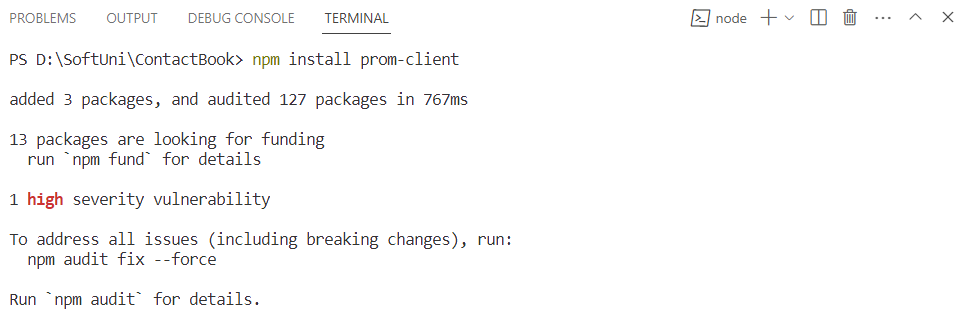 PROBLEMS OUTPUT DEBUG CONSOLE TERMINAL node
PS D:\SoftUni\ContactBook> npm install prom-client
added 3 packages, and audited 127 packages in 767ms
13 packages are looking for funding
  run `npm fund` for details
1 high severity vulnerability
To address all issues (including breaking changes), run:
  npm audit fix --force
Run `npm audit` for details.